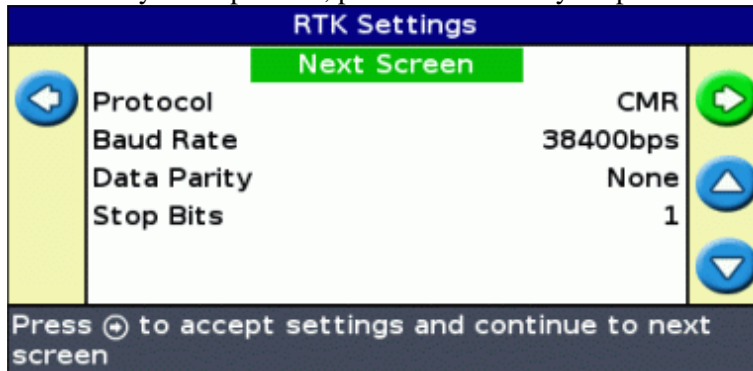 RTK Settings
Next Screen
Protocol CMR
Baud Rate 38400bps
Data Parity None
Stop Bits 1
Press to accept settings and continue to next
screen